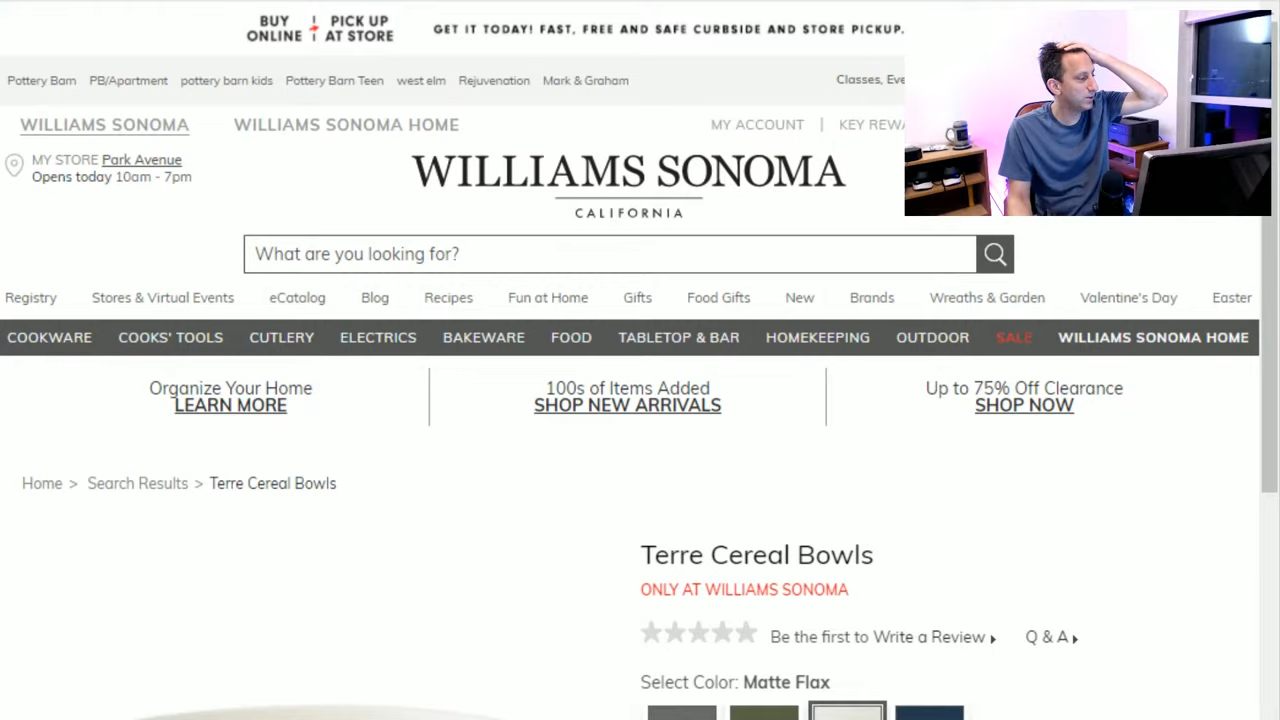 BUY ONLINE PICK UP AT STORE
GET IT TODAY! FAST, FREE AND SAFE CURBSIDE AND STORE PICKUP.
Pottery Barn PB/Apartment pottery barn kids Pottery Barn Teen west elm Rejuvenation Mark & Graham Classes, Eve
WILLIAMS SONOMA WILLIAMS SONOMA HOME MY ACCOUNT | KEY REWA
MY STORE Park Avenue
Opens today 10am - 7pm
WILLIAMS SONOMA
CALIFORNIA
What are you looking for?
Registry Stores & Virtual Events eCatalog Blog Recipes Fun at Home Gifts Food Gifts New Brands Wreaths & Garden Valentine's Day Easter
COOKWARE COOKS' TOOLS CUTLERY ELECTRICS BAKEWARE FOOD TABLETOP & BAR HOMEKEEPING OUTDOOR SALE WILLIAMS SONOMA HOME
Organize Your Home 100s of Items Added Up to 75% Off Clearance
LEARN MORE SHOP NEW ARRIVALS SHOP NOW
Home > Search Results > Terre Cereal Bowls
Terre Cereal Bowls
ONLY AT WILLIAMS SONOMA
Be the first to Write a Review Q & A
Select Color: Matte Flax